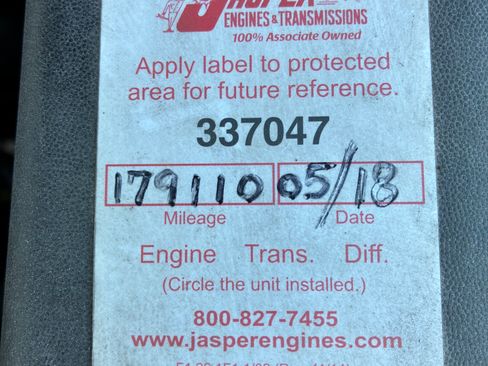 JASPER
ENGINES & TRANSMISSIONS
100% Associate Owned
Apply label to protected
area for future reference.
337047
179110 05/18
Mileage Date
Engine Trans. Diff.
(Circle the unit installed.)
800-827-7455
www.jasperengines.com